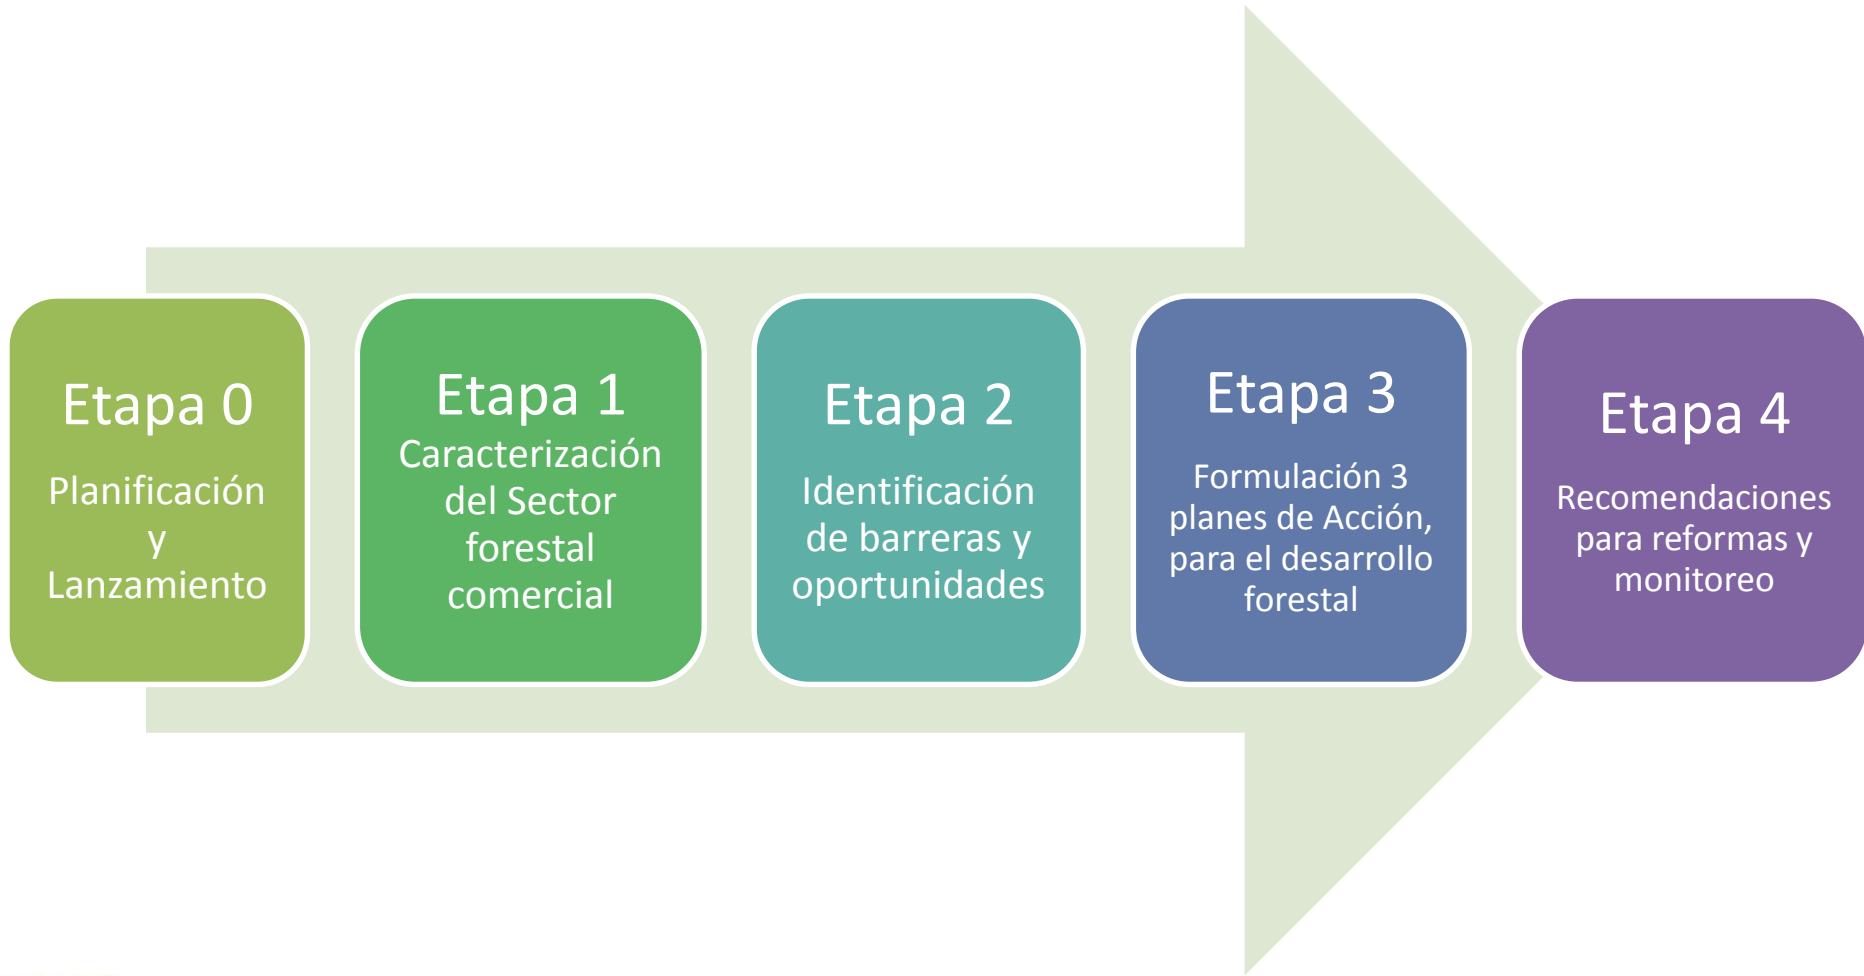 Etapa 0
Planificación
y
Lanzamiento
Etapa 1
Caracterización
del Sector
forestal
comercial
Etapa 2
Identificación
de barreras y
oportunidades
Etapa 3
Formulación 3
planes de Acción,
para el desarrollo
forestal
Etapa 4
Recomendaciones
para reformas y
monitoreo